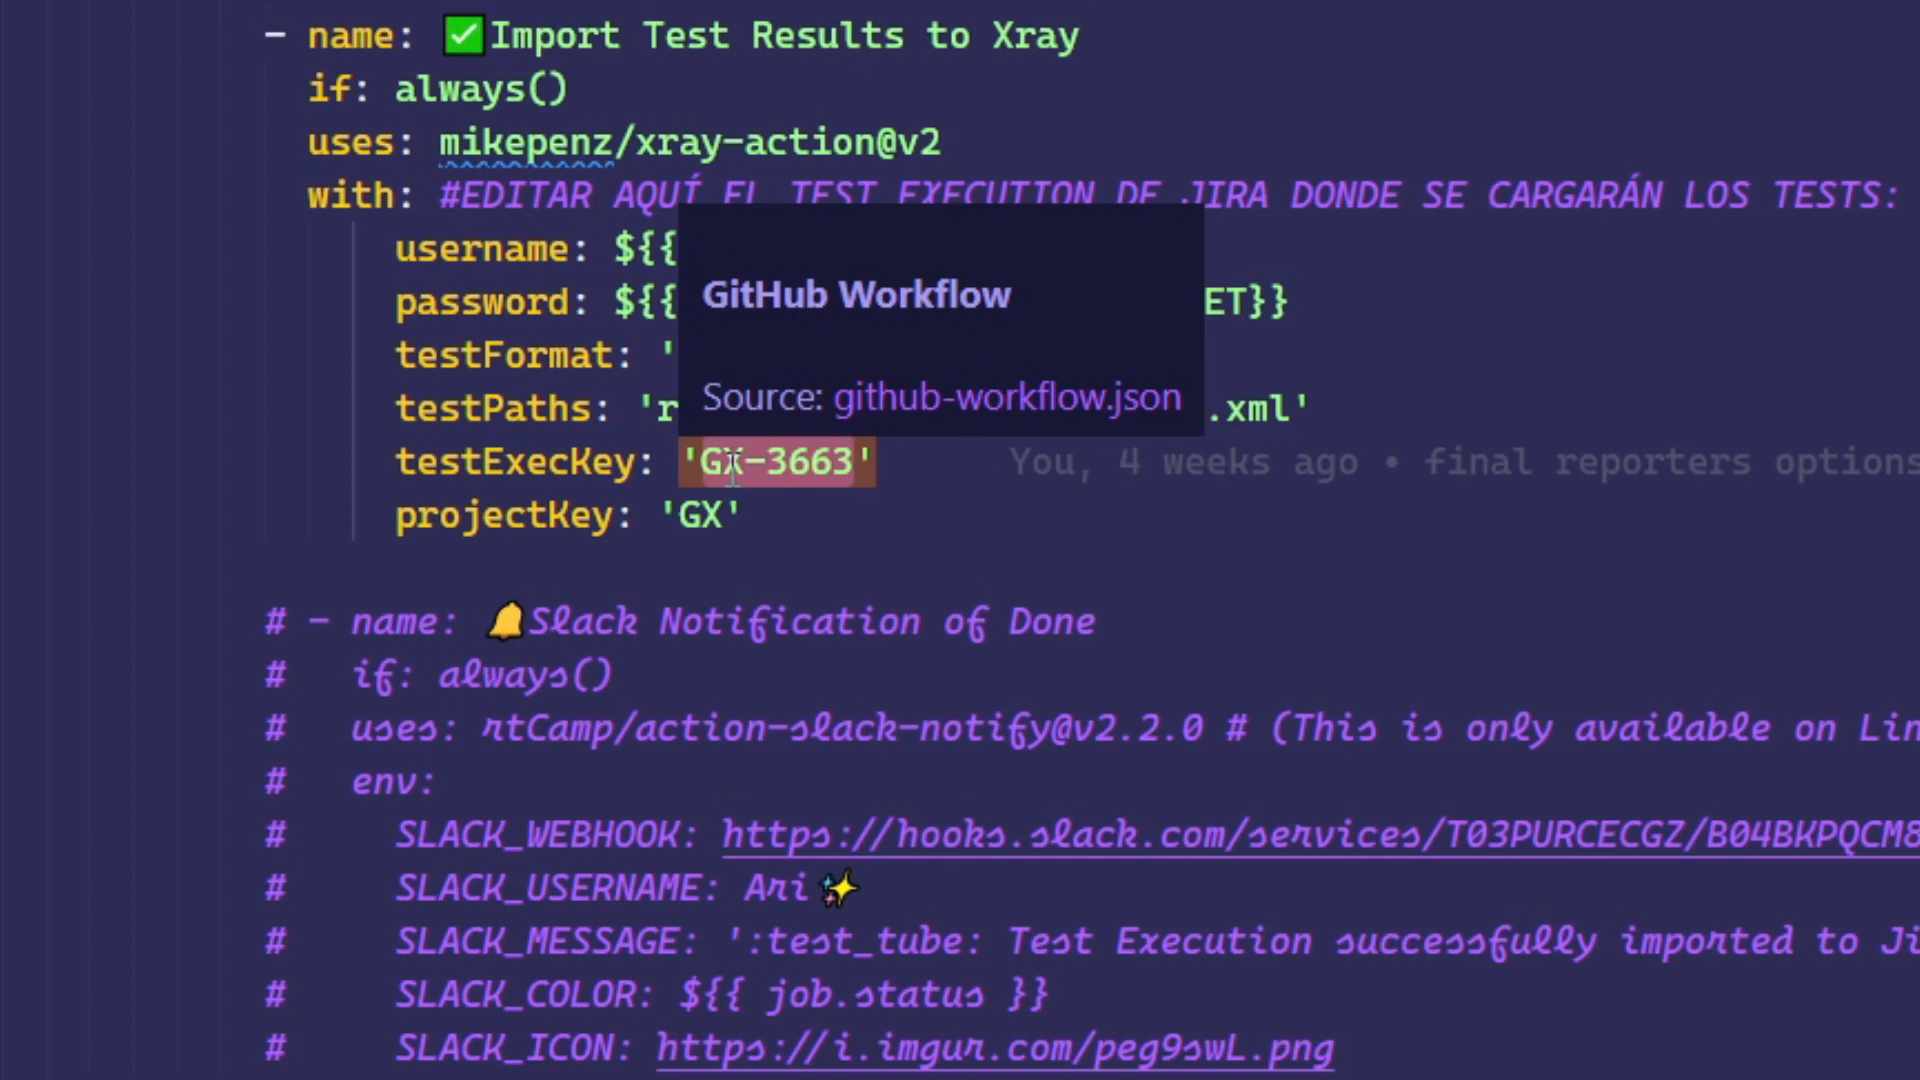 - name: ✅Import Test Results to Xray
if: always()
uses: mikepenz/xray-action@v2
with: #EDITAR AQUÍ EL TEST EXECUTION DE JIRA DONDE SE CARGARÁN LOS TESTS:
username: ${{
GitHub Workflow
password: ${{ ET}}
testFormat: '
Source: github-workflow.json
testPaths: 'r .xml'
testExecKey: 'GX-3663' You, 4 weeks ago • final reporters options
projectKey: 'GX'
# - name: 🔔Slack Notification of Done
# if: always()
# uses: rtCamp/action-slack-notify@v2.2.0 # (This is only available on Lin
# env:
# SLACK_WEBHOOK: https://hooks.slack.com/services/T03PURCECGZ/B04BKPQCM8
# SLACK_USERNAME: Ari✨
# SLACK_MESSAGE: ':test_tube: Test Execution successfully imported to Ji
# SLACK_COLOR: ${{ job.status }}
# SLACK_ICON: https://i.imgur.com/peg9swL.png